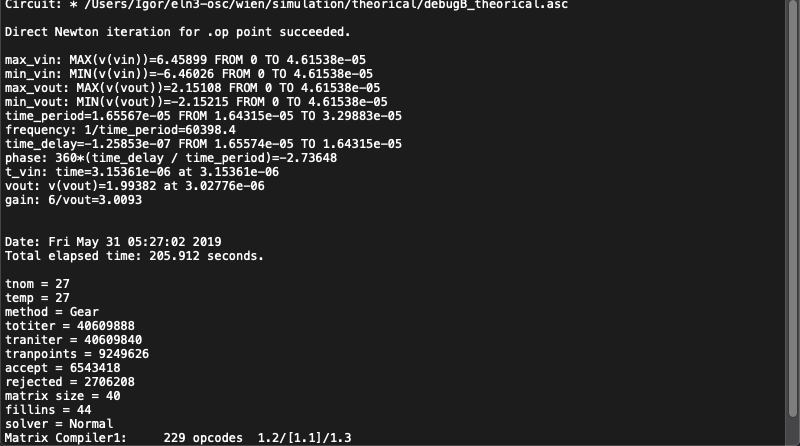 Circuit: * /Users/Igor/eln3-osc/wien/simulation/theorical/debugB_theorical.asc
Direct Newton iteration for .op point succeeded.
max_vin: MAX(v(vin))=6.45899 FROM 0 TO 4.61538e-05
min_vin: MIN(v(vin))=-6.46026 FROM 0 TO 4.61538e-05
max_vout: MAX(v(vout))=2.15108 FROM 0 TO 4.61538e-05
min_vout: MIN(v(vout))=-2.15215 FROM 0 TO 4.61538e-05
time_period=1.65567e-05 FROM 1.64315e-05 TO 3.29883e-05
frequency: 1/time_period=60398.4
time_delay=-1.25853e-07 FROM 1.65574e-05 TO 1.64315e-05
phase: 360*(time_delay / time_period)=-2.73648
t_vin: time=3.15361e-06 at 3.15361e-06
vout: v(vout)=1.99382 at 3.02776e-06
gain: 6/vout=3.0093
Date: Fri May 31 05:27:02 2019
Total elapsed time: 205.912 seconds.
tnom = 27
temp = 27
method = Gear
totiter = 40609888
traniter = 40609840
tranpoints = 9249626
accept = 6543418
rejected = 2706208
matrix size = 40
fillins = 44
solver = Normal
Matrix Compiler1:     229 opcodes  1.2/[1.1]/1.3